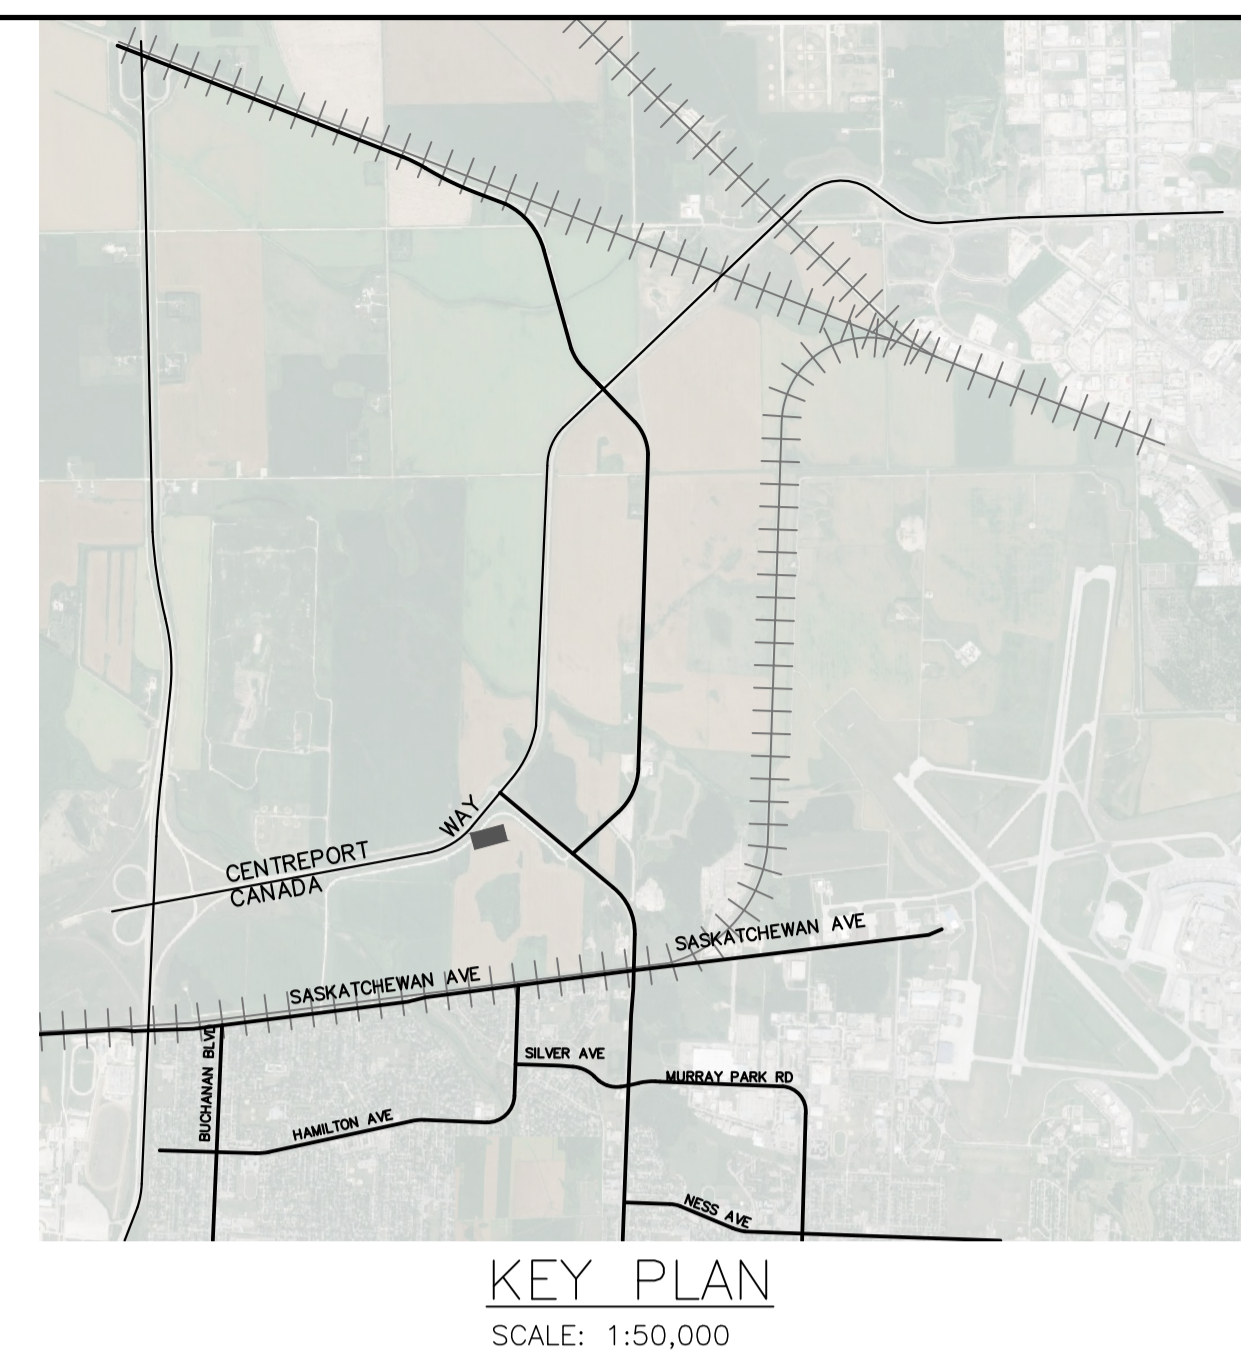 WAY
CENTREPORT
CANADA
SASKATCHEWAN AVE
SASKATCHEWAN AVE
BUCHANAN BLVD
SILVER AVE
MURRAY PARK RD
HAMILTON AVE
NESS AVE
KEY PLAN
SCALE: 1:50,000